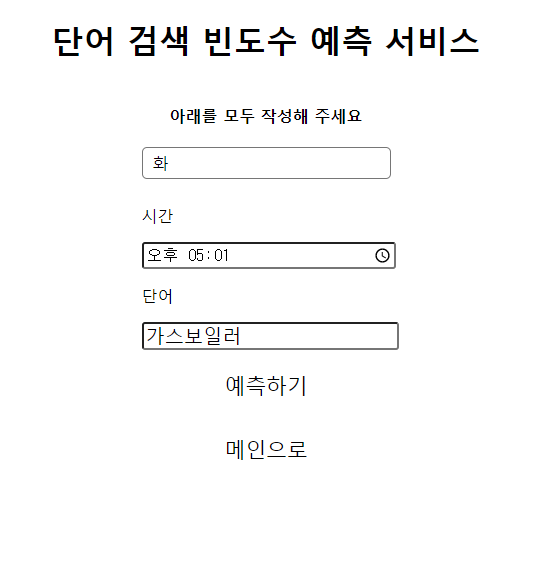 단어 검색 빈도수 예측 서비스
아래를 모두 작성해 주세요
화
시간
오후 05:01
단어
가스보일러
예측하기
메인으로